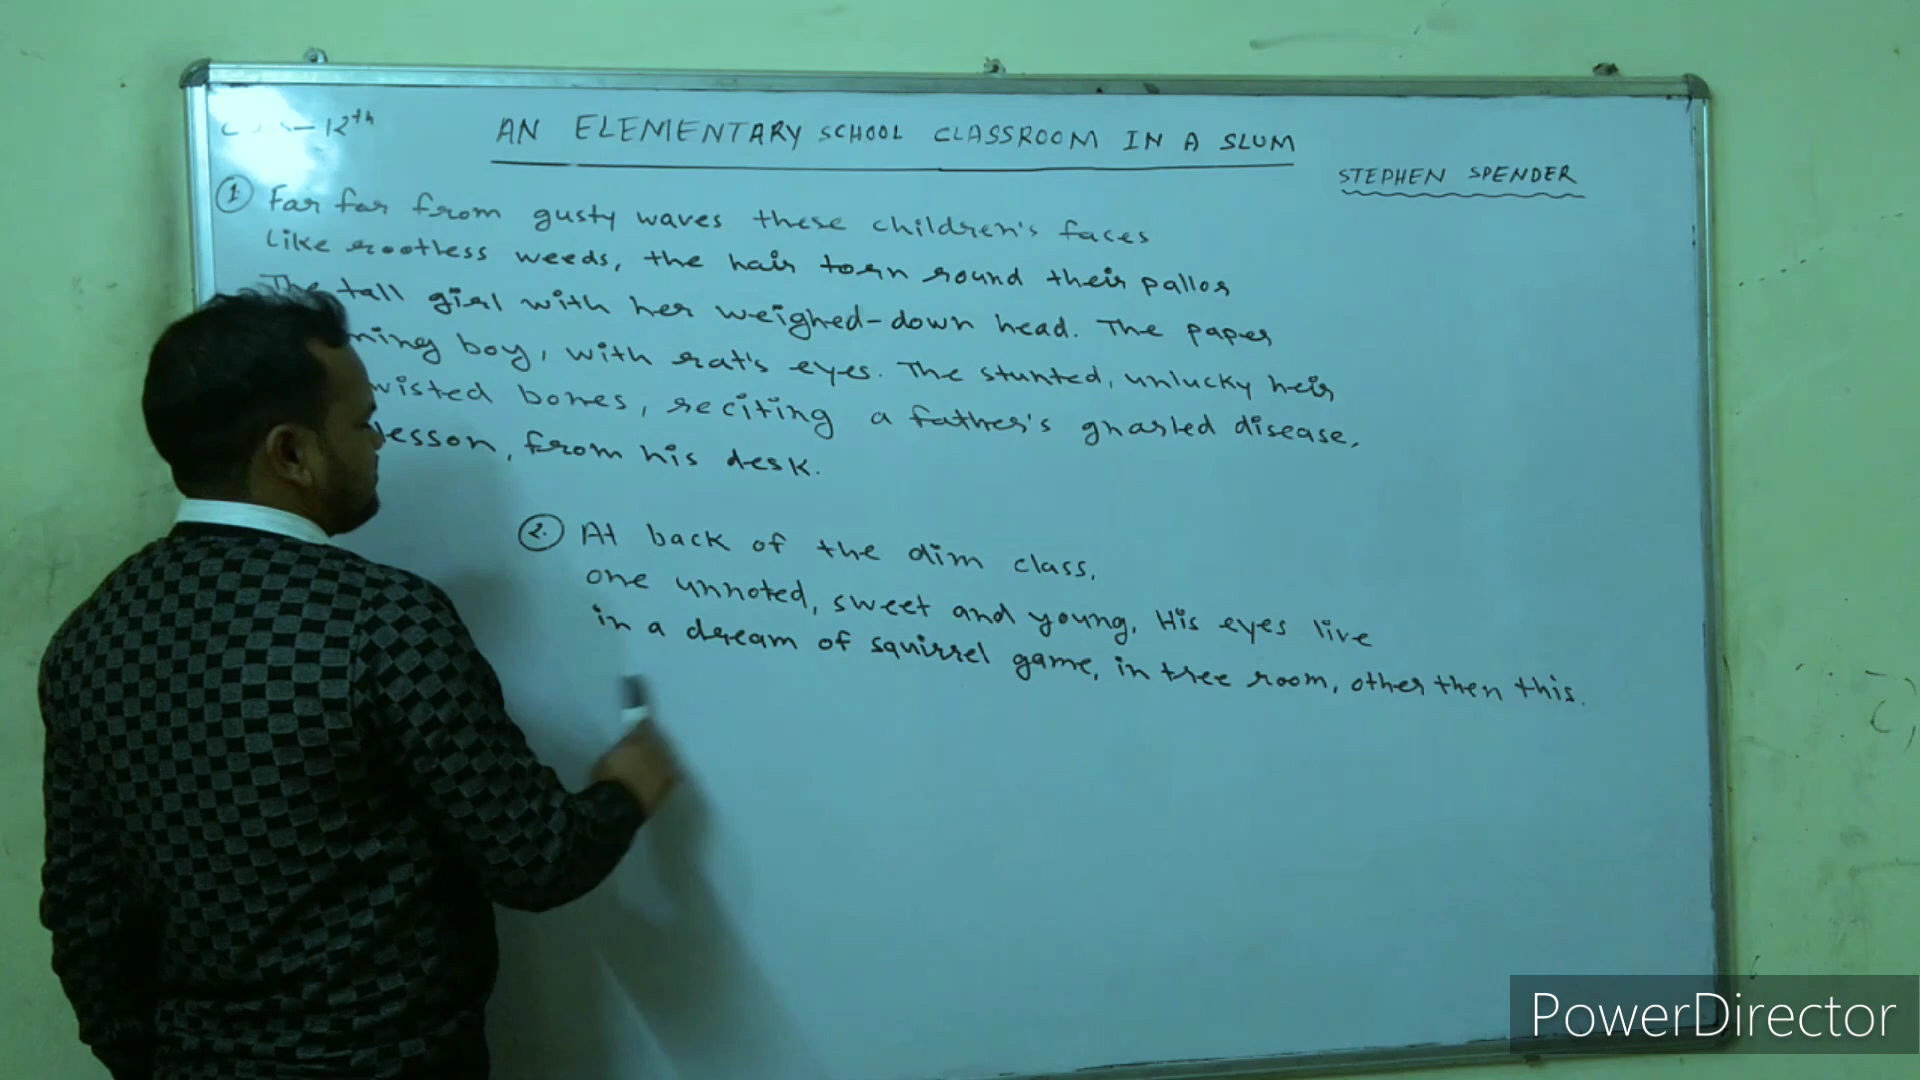 12th
AN ELEMENTARY SCHOOL CLASSROOM IN A SLUM
STEPHEN SPENDER
1. Far far from gusty waves these children's faces
Like rootless weeds, the hair torn round their pallor
The tall girl with her weighed-down head. The paper
ming boy, with rat's eyes. The stunted, unlucky heir
wisted bones, reciting a father's gnarled disease,
esson, from his desk.
2. At back of the dim class,
one unnoted, sweet and young, His eyes live
in a dream of squirrel game, in tree room, other then this.
PowerDirector